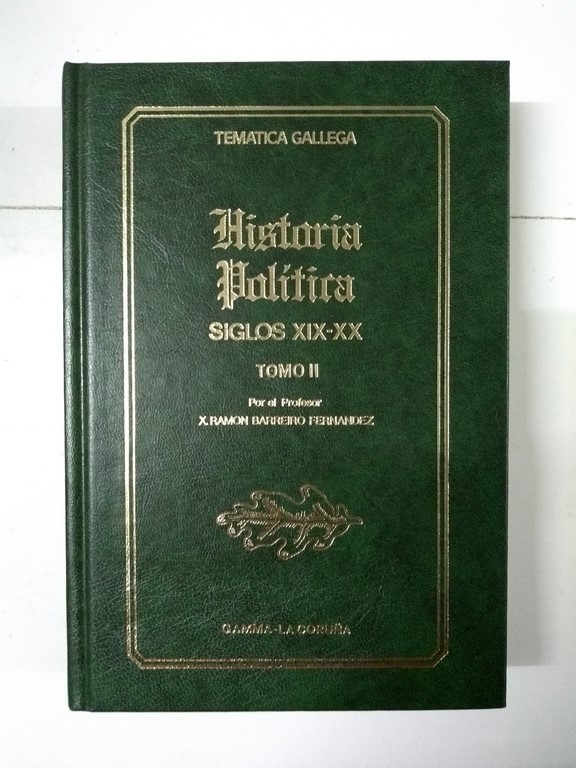 TEMATICA GALLEGA
Historia
Política
SIGLOS XIX-XX
TOMO II
Por el Profesor
X.RAMON BARREIRO FERNANDEZ
GAMMA-LA CORUÑA